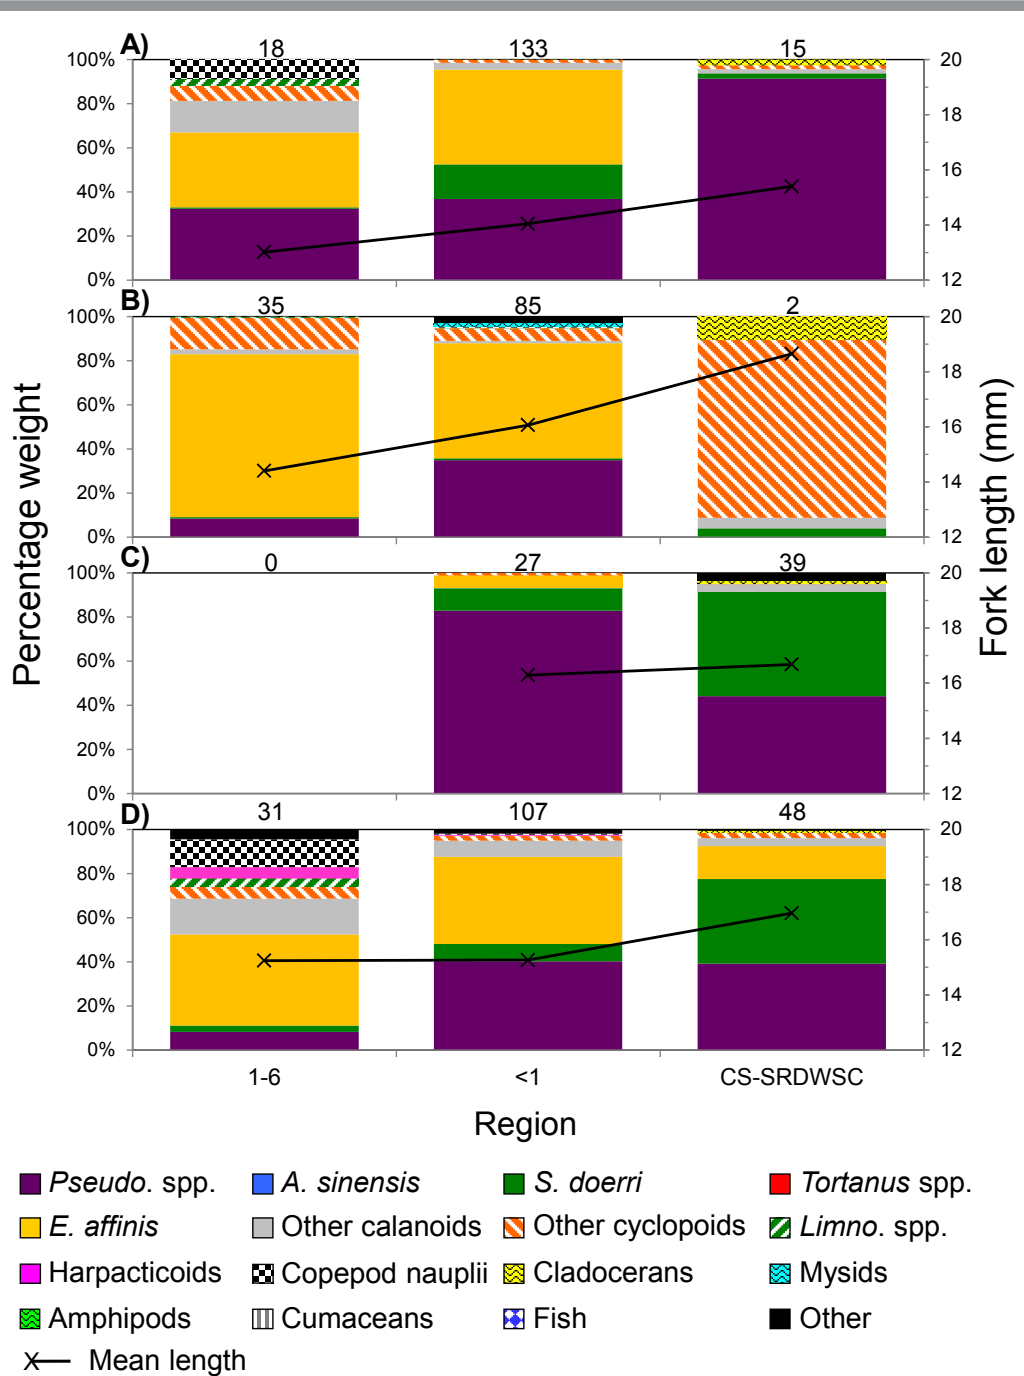 A)
18 133 15
100% 20
80% 18
60% 16
40% 14
20%
0% 12
B)
35 85 2
100% 20
80% 18
60% 16
40% 14
20%
0% 12
C)
0 27 39
100% 20
80% 18
60% 16
40% 14
20%
0% 12
D)
31 107 48
100% 20
80% 18
60% 16
40% 14
20%
0% 12
Percentage weight
Fork length (mm)
1-6 <1 CS-SRDWSC
Region
Pseudo. spp. A. sinensis S. doerri Tortanus spp.
E. affinis Other calanoids Other cyclopoids Limno. spp.
Harpacticoids Copepod nauplii Cladocerans Mysids
Amphipods Cumaceans Fish Other
Mean length